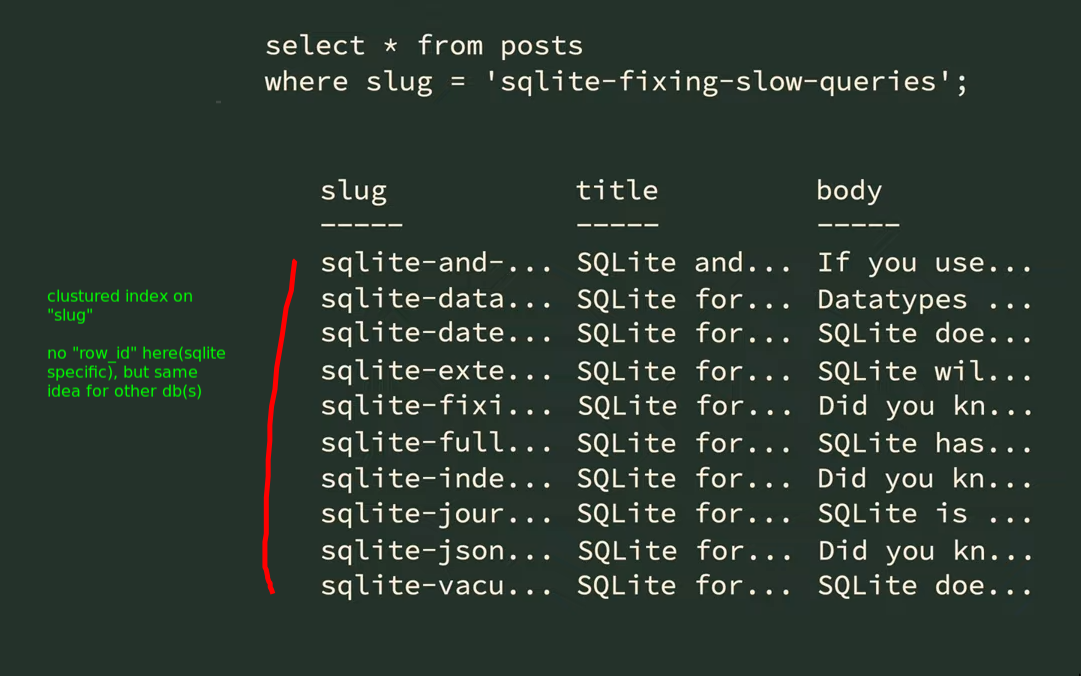 select * from posts
where slug = 'sqlite-fixing-slow-queries';
slug title body
----- ----- -----
sqlite-and-... SQLite and... If you use...
sqlite-data... SQLite for... Datatypes ...
sqlite-date... SQLite for... SQLite doe...
sqlite-exte... SQLite for... SQLite wil...
sqlite-fixi... SQLite for... Did you kn...
sqlite-full... SQLite for... SQLite has...
sqlite-inde... SQLite for... Did you kn...
sqlite-jour... SQLite for... SQLite is ...
sqlite-json... SQLite for... Did you kn...
sqlite-vacu... SQLite for... SQLite doe...
clustured index on
"slug"
no "row_id" here(sqlite
specific), but same
idea for other db(s)